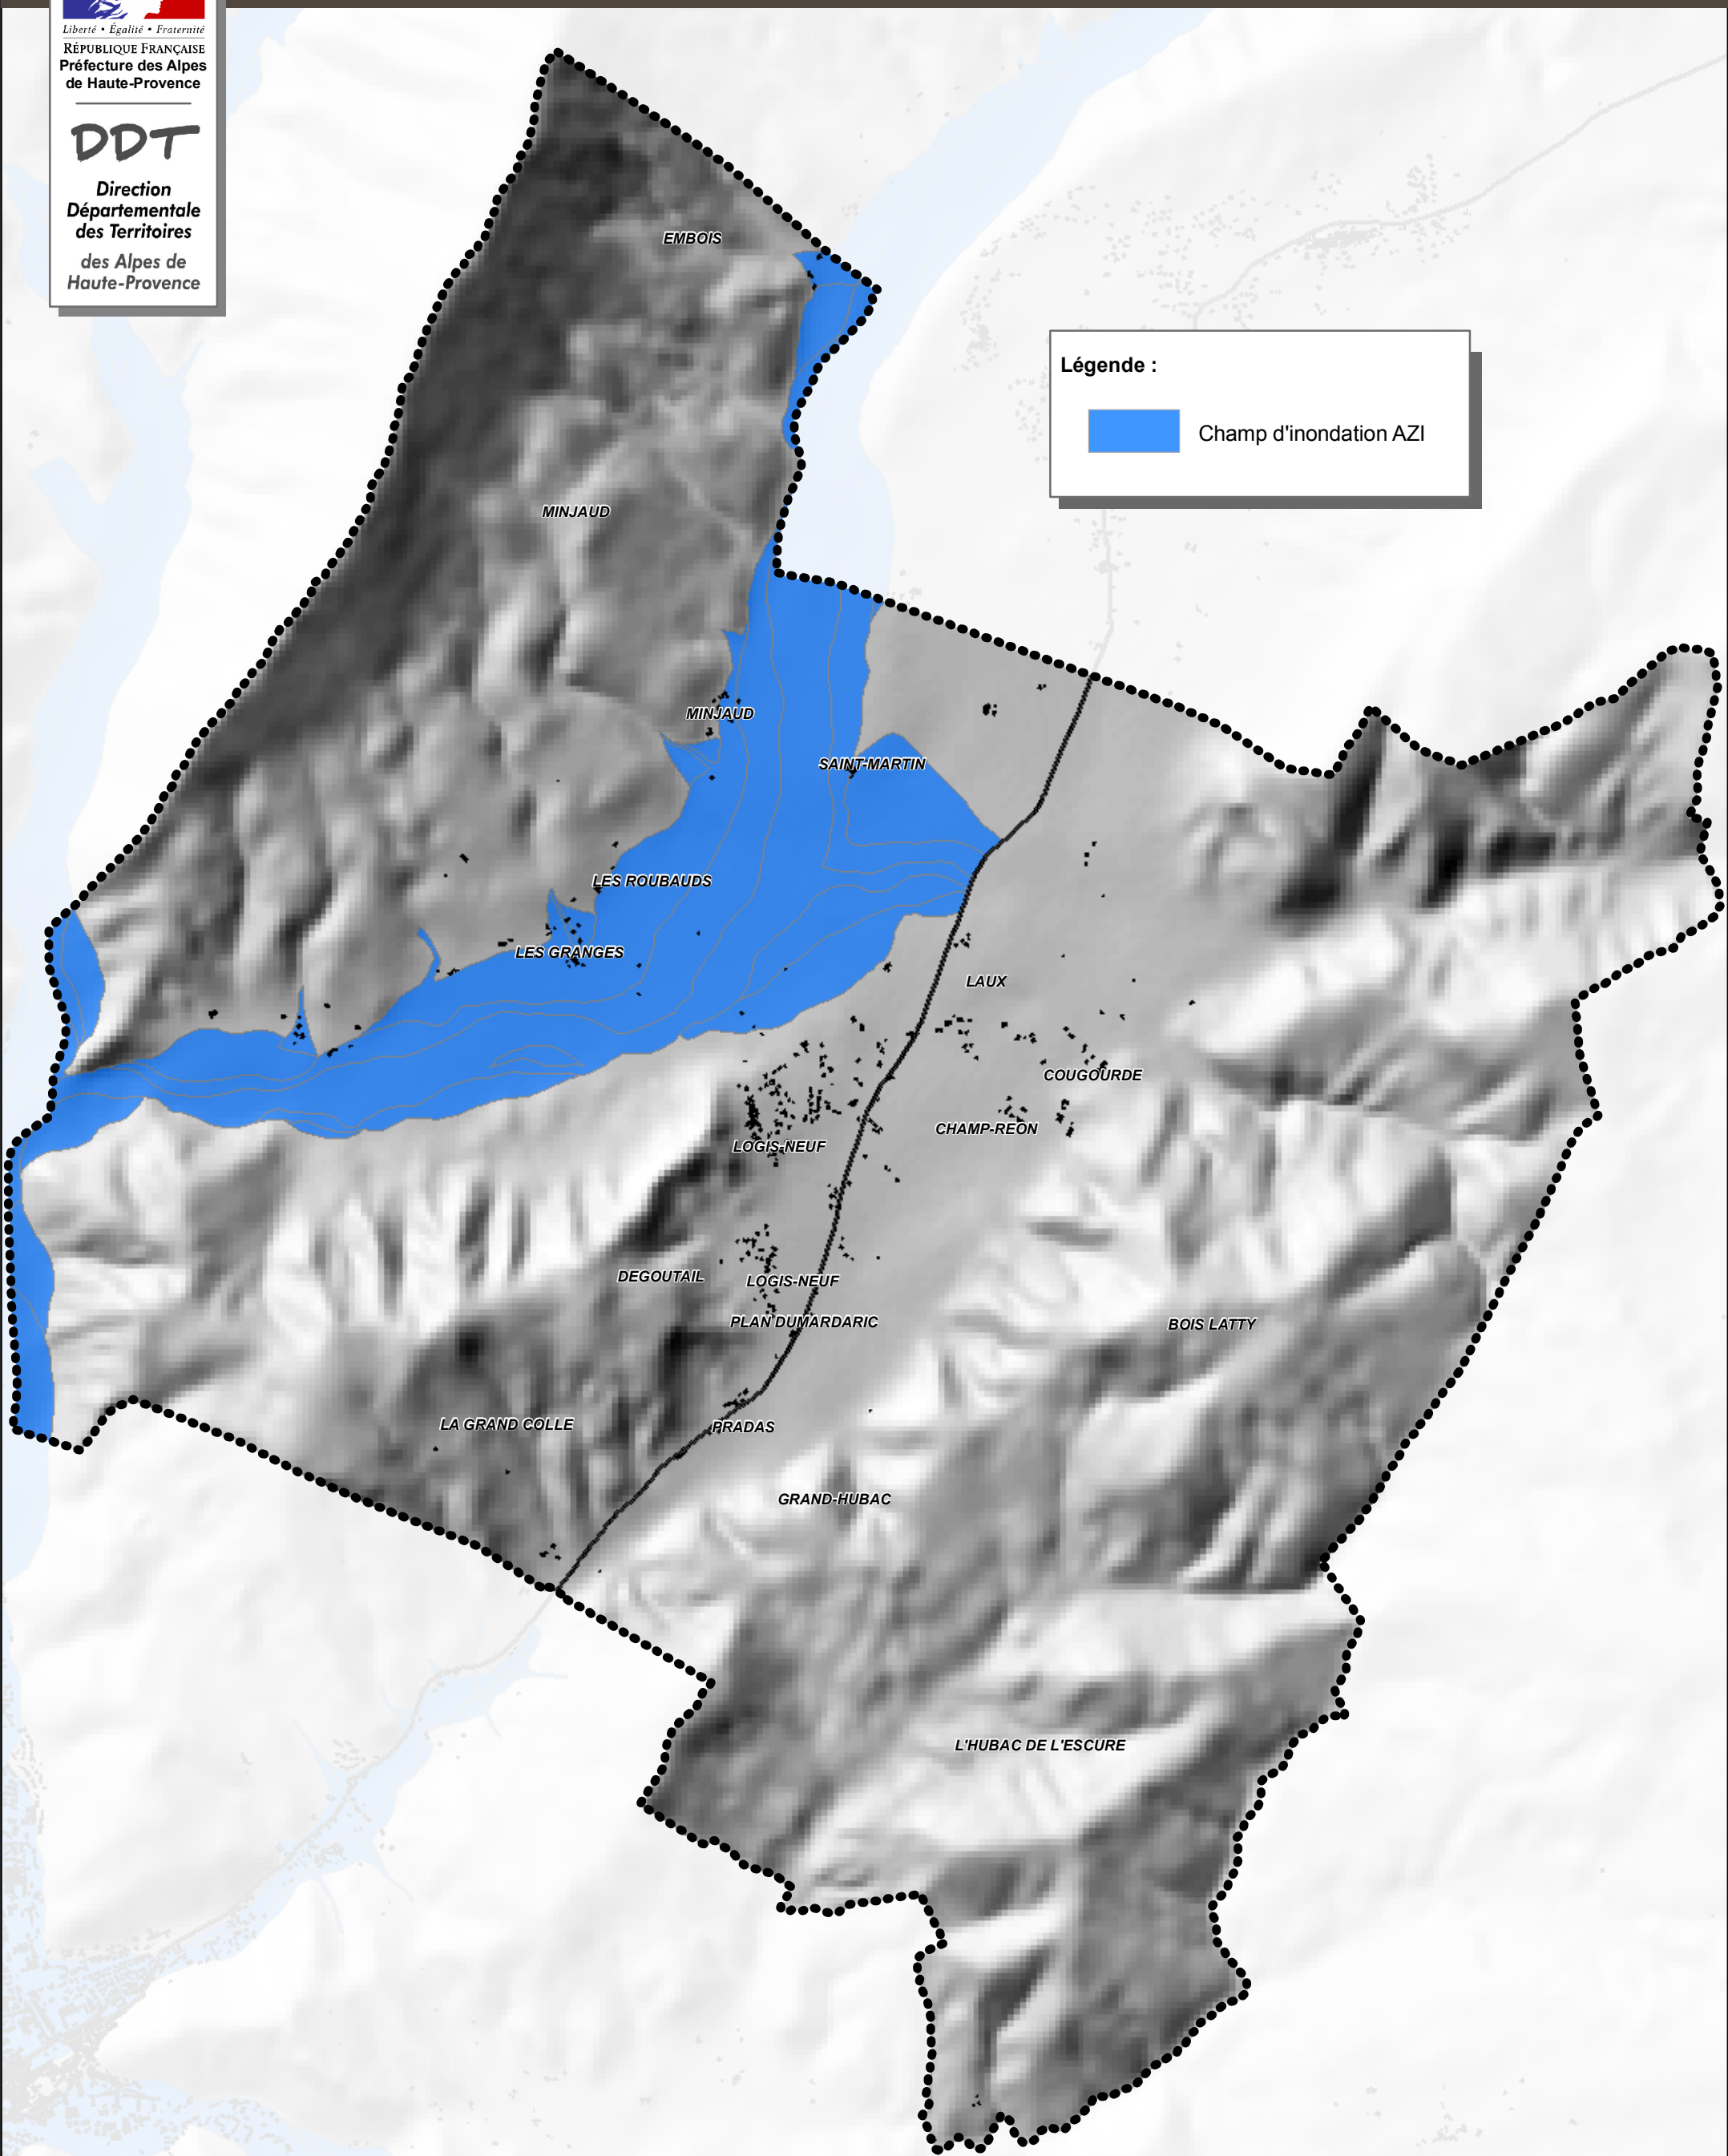 Liberté • Égalité • Fraternité
RÉPUBLIQUE FRANÇAISE
Préfecture des Alpes
de Haute-Provence
DDT
Direction
Départementale
des Territoires
des Alpes de
Haute-Provence
EMBOIS
Légende :
Champ d'inondation AZI
MINJAUD
MINJAUD
SAINT-MARTIN
LES ROUBAUDS
LES GRANGES
LAUX
COUGOURDE
CHAMP-REON
LOGIS-NEUF
DEGOUTAIL
LOGIS-NEUF
PLAN DUMARDARIC
BOIS LATTY
LA GRAND COLLE
PRADAS
GRAND-HUBAC
L'HUBAC DE L'ESCURE